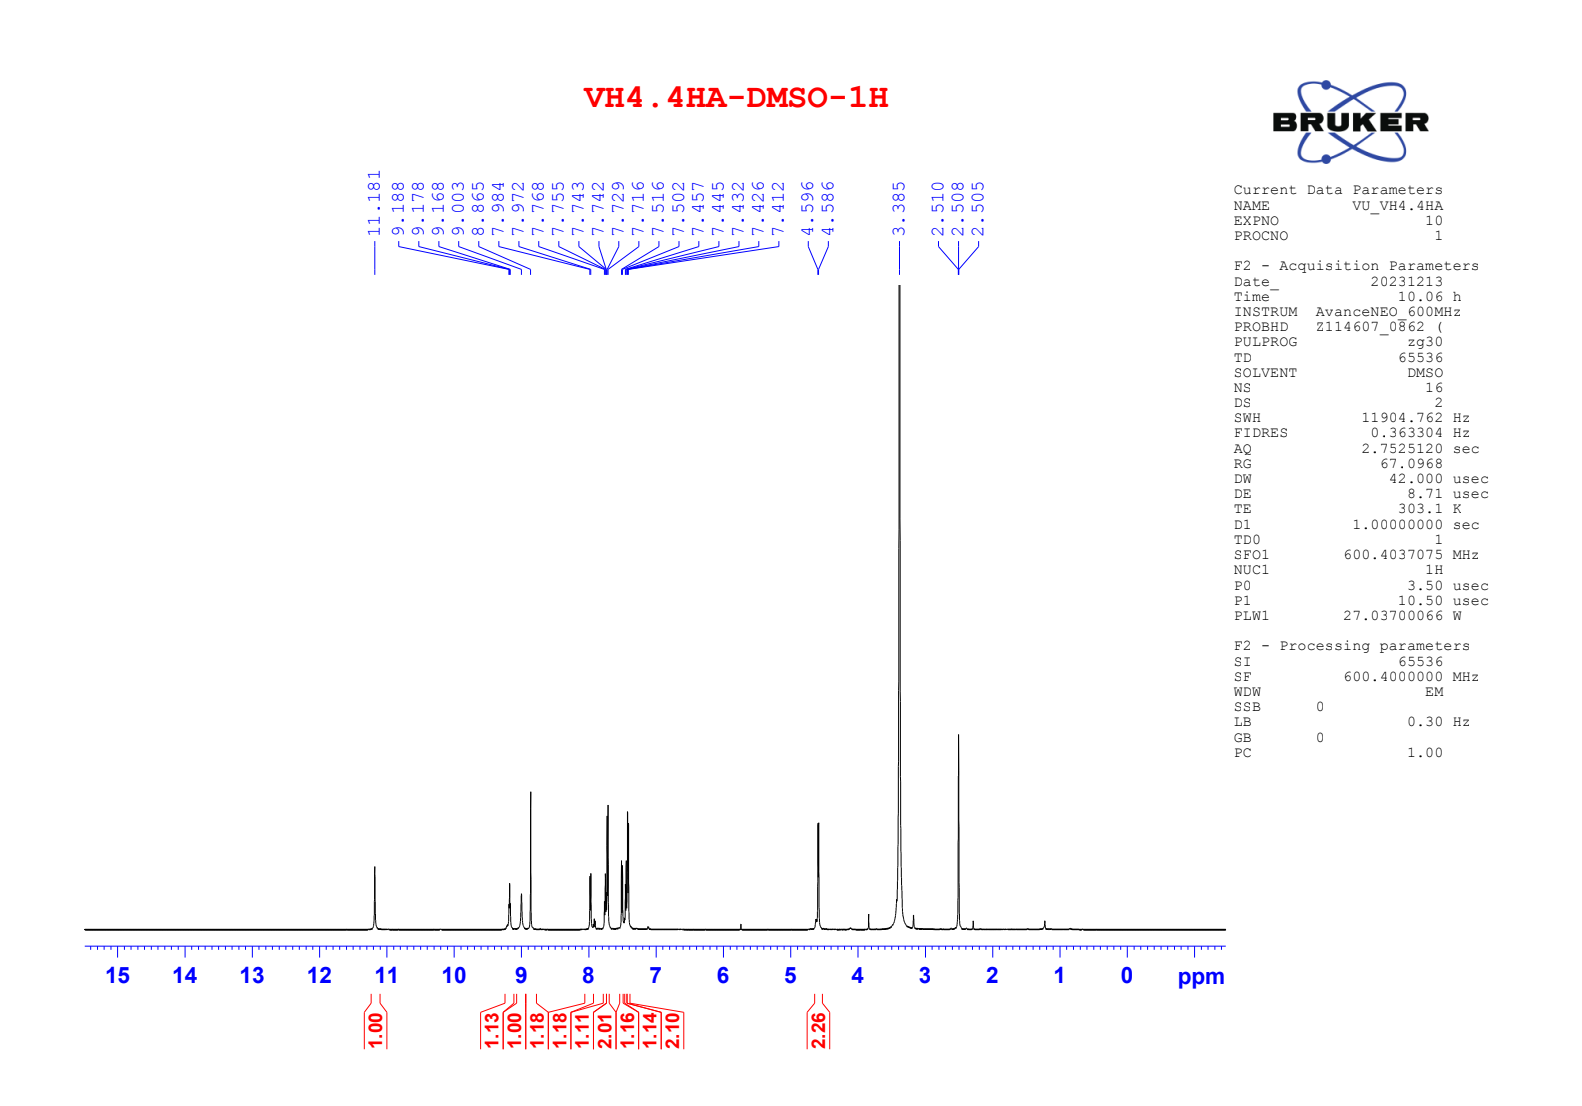 VH4.4HA-DMSO-1H
BRUKER
11.181
9.188
9.178
9.168
9.003
8.865
7.984
7.972
7.768
7.755
7.743
7.742
7.729
7.716
7.516
7.502
7.457
7.445
7.432
7.426
7.412
4.596
4.586
3.385
2.510
2.508
2.505
Current Data Parameters
NAME VU_VH4.4HA
EXPNO 10
PROCNO 1
F2 - Acquisition Parameters
Date_ 20231213
Time 10.06 h
INSTRUM AvanceNEO_600MHz
PROBHD Z114607_0862 (
PULPROG zg30
TD 65536
SOLVENT DMSO
NS 16
DS 2
SWH 11904.762 Hz
FIDRES 0.363304 Hz
AQ 2.7525120 sec
RG 67.0968
DW 42.000 usec
DE 8.71 usec
TE 303.1 K
D1 1.00000000 sec
TD0 1
SFO1 600.4037075 MHz
NUC1 1H
P0 3.50 usec
P1 10.50 usec
PLW1 27.03700066 W
F2 - Processing parameters
SI 65536
SF 600.4000000 MHz
WDW EM
SSB 0
LB 0.30 Hz
GB 0
PC 1.00
15 14 13 12 11 10 9 8 7 6 5 4 3 2 1 0 ppm
1.00
1.13
1.00
1.18
1.18
1.11
2.01
1.16
1.14
2.10
2.26